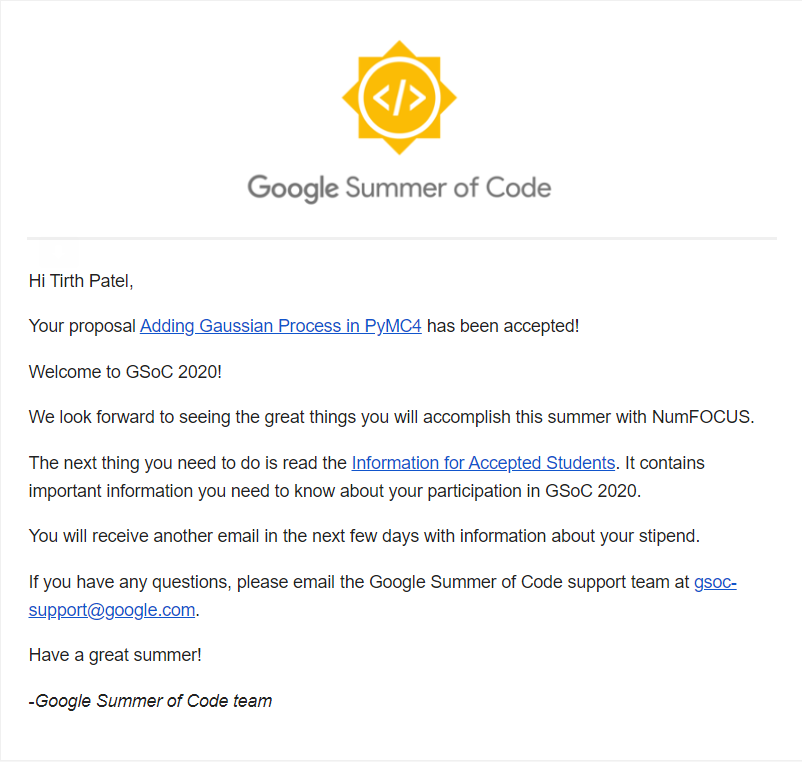 </>
Google Summer of Code
Hi Tirth Patel,
Your proposal Adding Gaussian Process in PyMC4 has been accepted!
Welcome to GSoC 2020!
We look forward to seeing the great things you will accomplish this summer with NumFOCUS.
The next thing you need to do is read the Information for Accepted Students. It contains
important information you need to know about your participation in GSoC 2020.
You will receive another email in the next few days with information about your stipend.
If you have any questions, please email the Google Summer of Code support team at gsoc-
support@google.com.
Have a great summer!
-Google Summer of Code team